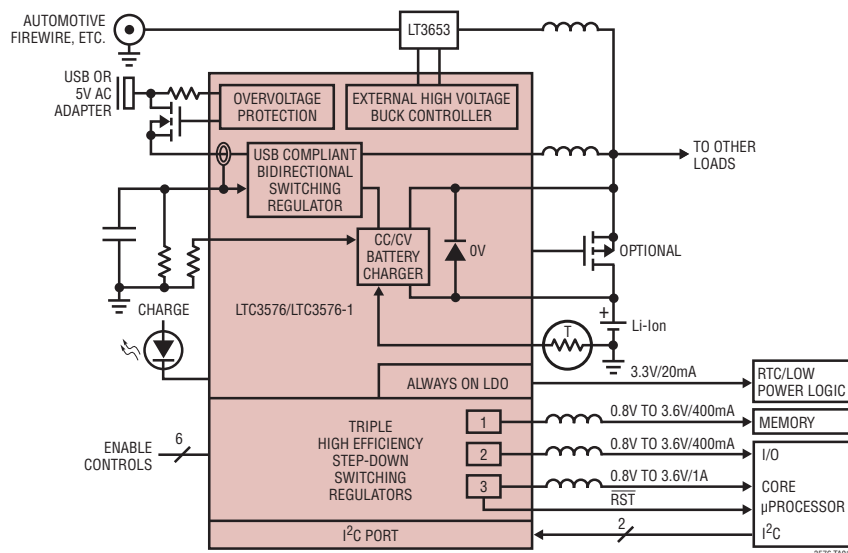 AUTOMOTIVE
FIREWIRE, ETC.
LT3653
USB OR
5V AC
ADAPTER
OVERVOLTAGE
PROTECTION
EXTERNAL HIGH VOLTAGE
BUCK CONTROLLER
USB COMPLIANT
BIDIRECTIONAL
SWITCHING
REGULATOR
TO OTHER
LOADS
CC/CV
BATTERY
CHARGER
0V
OPTIONAL
LTC3576/LTC3576-1
CHARGE
T
+
Li-Ion
ALWAYS ON LDO
3.3V/20mA
RTC/LOW
POWER LOGIC
TRIPLE
HIGH EFFICIENCY
STEP-DOWN
SWITCHING
REGULATORS
1
0.8V TO 3.6V/400mA
MEMORY
2
0.8V TO 3.6V/400mA
I/O
3
0.8V TO 3.6V/1A
CORE
RST
µPROCESSOR
ENABLE
CONTROLS
6
I2C PORT
2
I2C